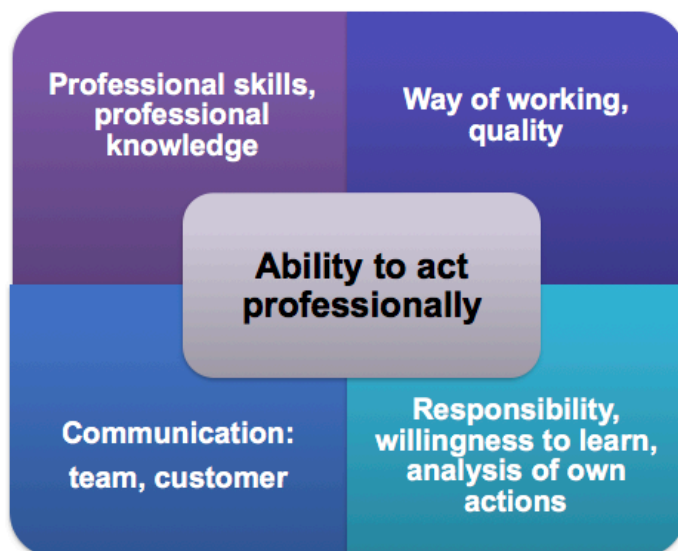 Professional skills,
professional
knowledge
Way of working,
quality
Ability to act
professionally
Communication:
team, customer
Responsibility,
willingness to learn,
analysis of own
actions